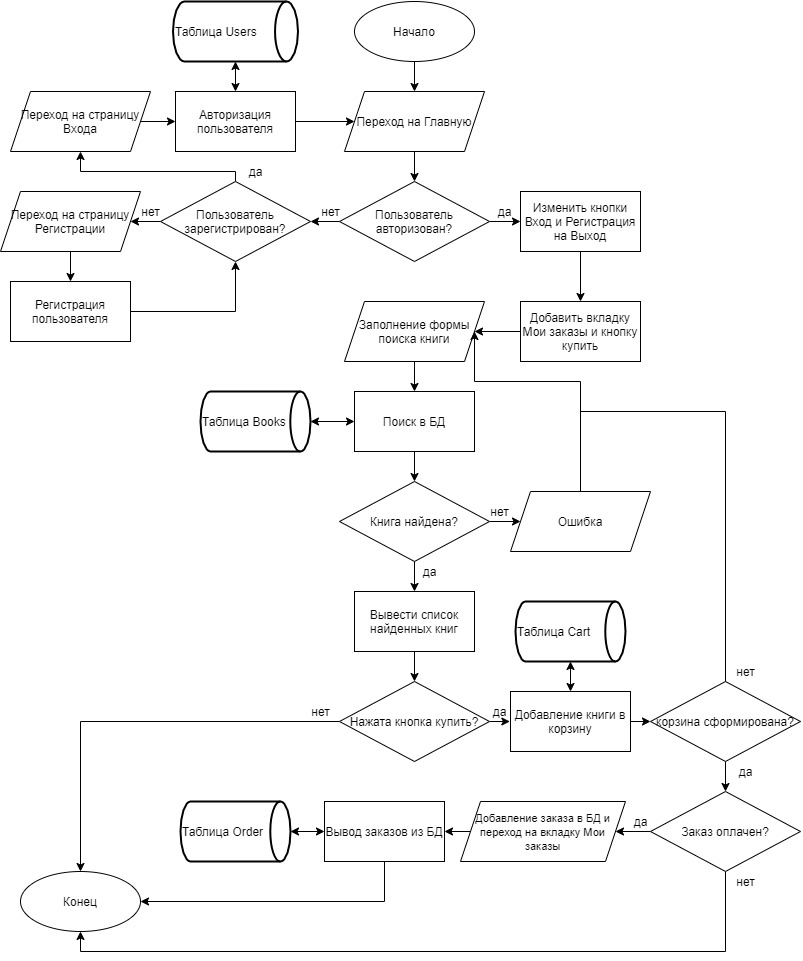 Таблица Users
Начало
Переход на страницу
Входа
Авторизация
пользователя
Переход на Главную
да
Переход на страницу
Регистрации
нет
Пользователь
зарегистрирован?
нет
Пользователь
авторизован?
да
Изменить кнопки
Вход и Регистрация
на Выход
Регистрация
пользователя
Заполнение формы
поиска книги
Добавить вкладку
Мои заказы и кнопку
купить
Таблица Books
Поиск в БД
Книга найдена?
нет
Ошибка
да
Вывести список
найденных книг
Таблица Cart
нет
нет
Нажата кнопка купить?
да
Добавление книги в
корзину
корзина сформирована?
да
Таблица Order
Вывод заказов из БД
Добавление заказа в БД и
переход на вкладку Мои
заказы
да
Заказ оплачен?
нет
Конец